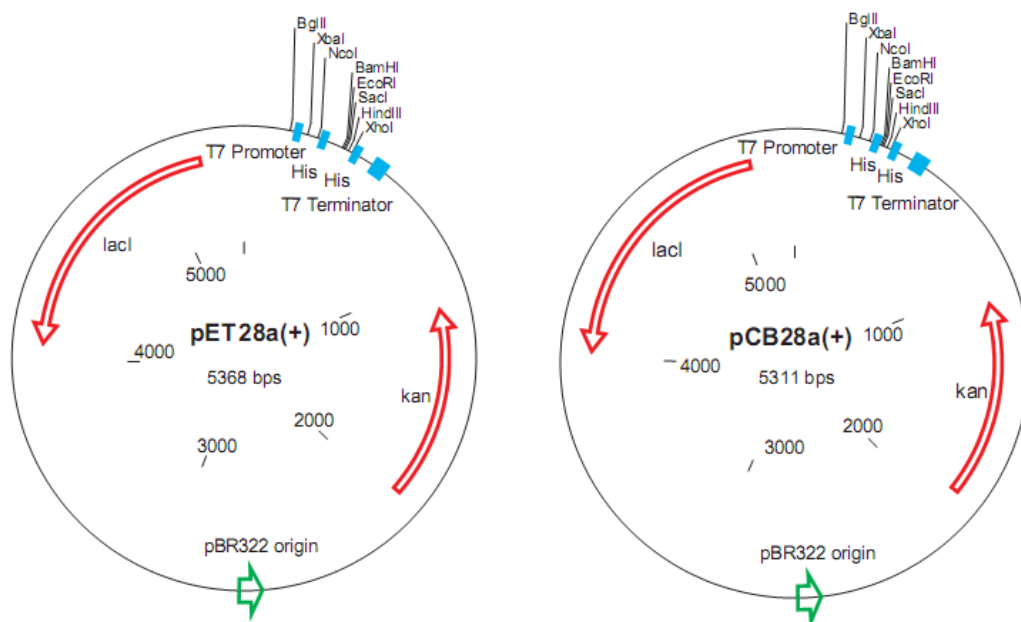 BglII
XbaI
NcoI
BamHI
EcoRI
SacI
HindIII
XhoI
T7 Promoter
His
His
T7 Terminator
lacI
5000
pET28a(+)
1000
4000
5368 bps
kan
2000
3000
pBR322 origin
BglII
XbaI
NcoI
BamHI
EcoRI
SacI
HindIII
XhoI
T7 Promoter
His
His
T7 Terminator
lacI
5000
pCB28a(+)
1000
4000
5311 bps
kan
2000
3000
pBR322 origin